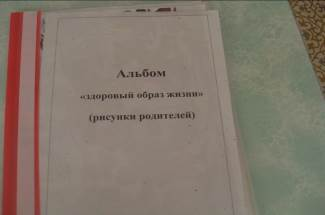 Альбом
«здоровый образ жизни»
(рисунки родителей)